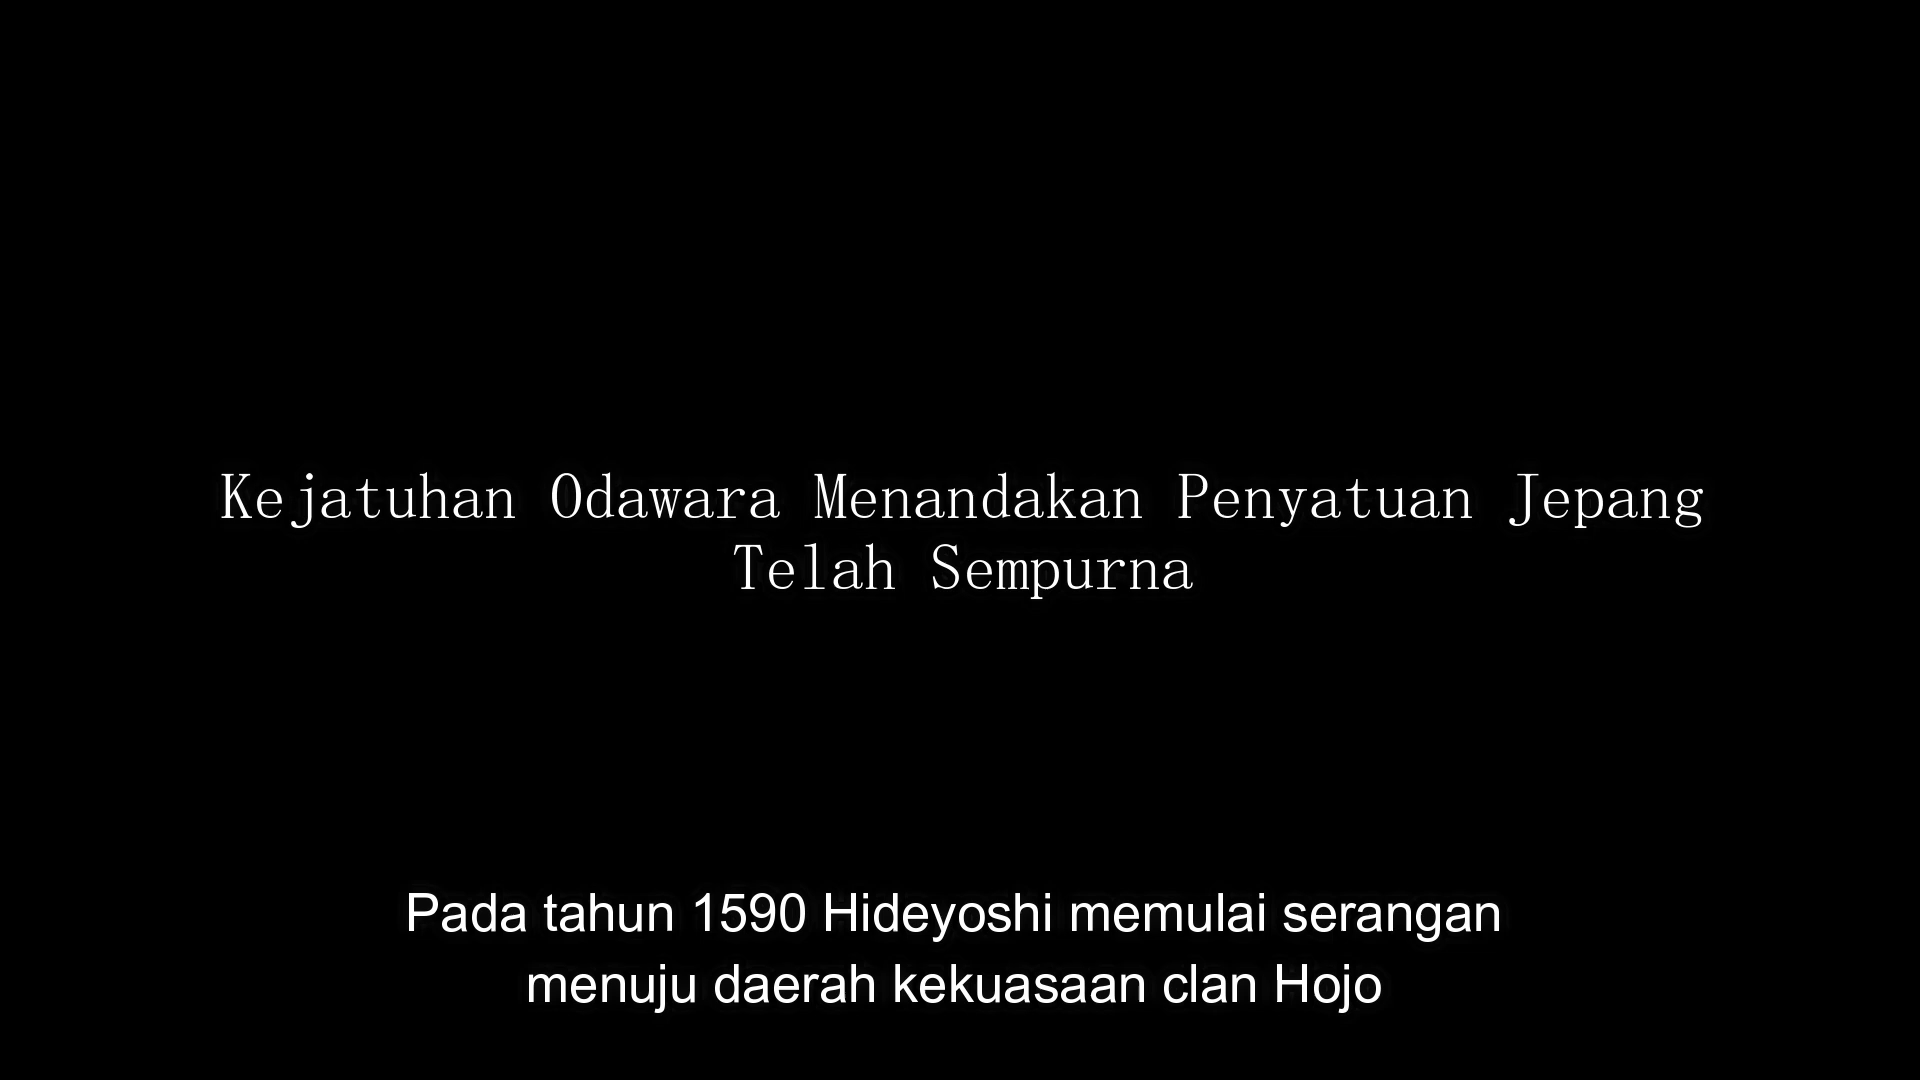 Kejatuhan Odawara Menandakan Penyatuan Jepang
Telah Sempurna
Pada tahun 1590 Hideyoshi memulai serangan
menuju daerah kekuasaan clan Hojo